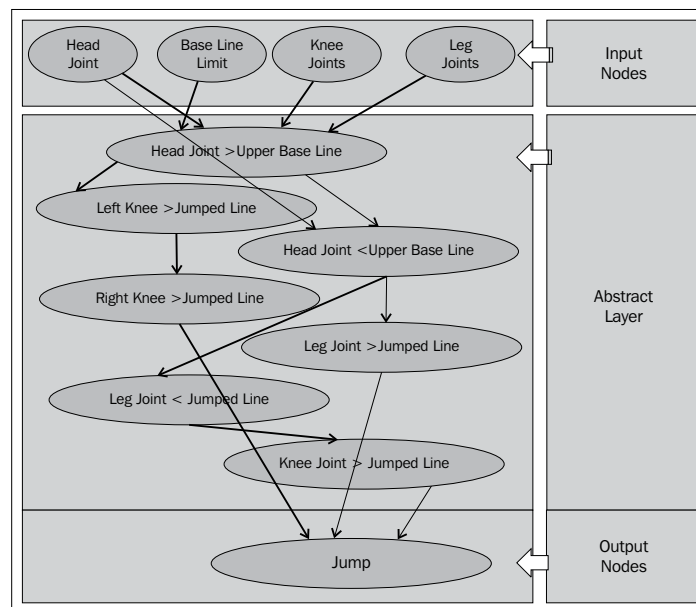 Head
Joint
Base Line
Limit
Knee
Joints
Leg
Joints
Input
Nodes
Head Joint >Upper Base Line
Left Knee >Jumped Line
Head Joint <Upper Base Line
Right Knee >Jumped Line
Abstract
Layer
Leg Joint >Jumped Line
Leg Joint < Jumped Line
Knee Joint > Jumped Line
Jump
Output
Nodes